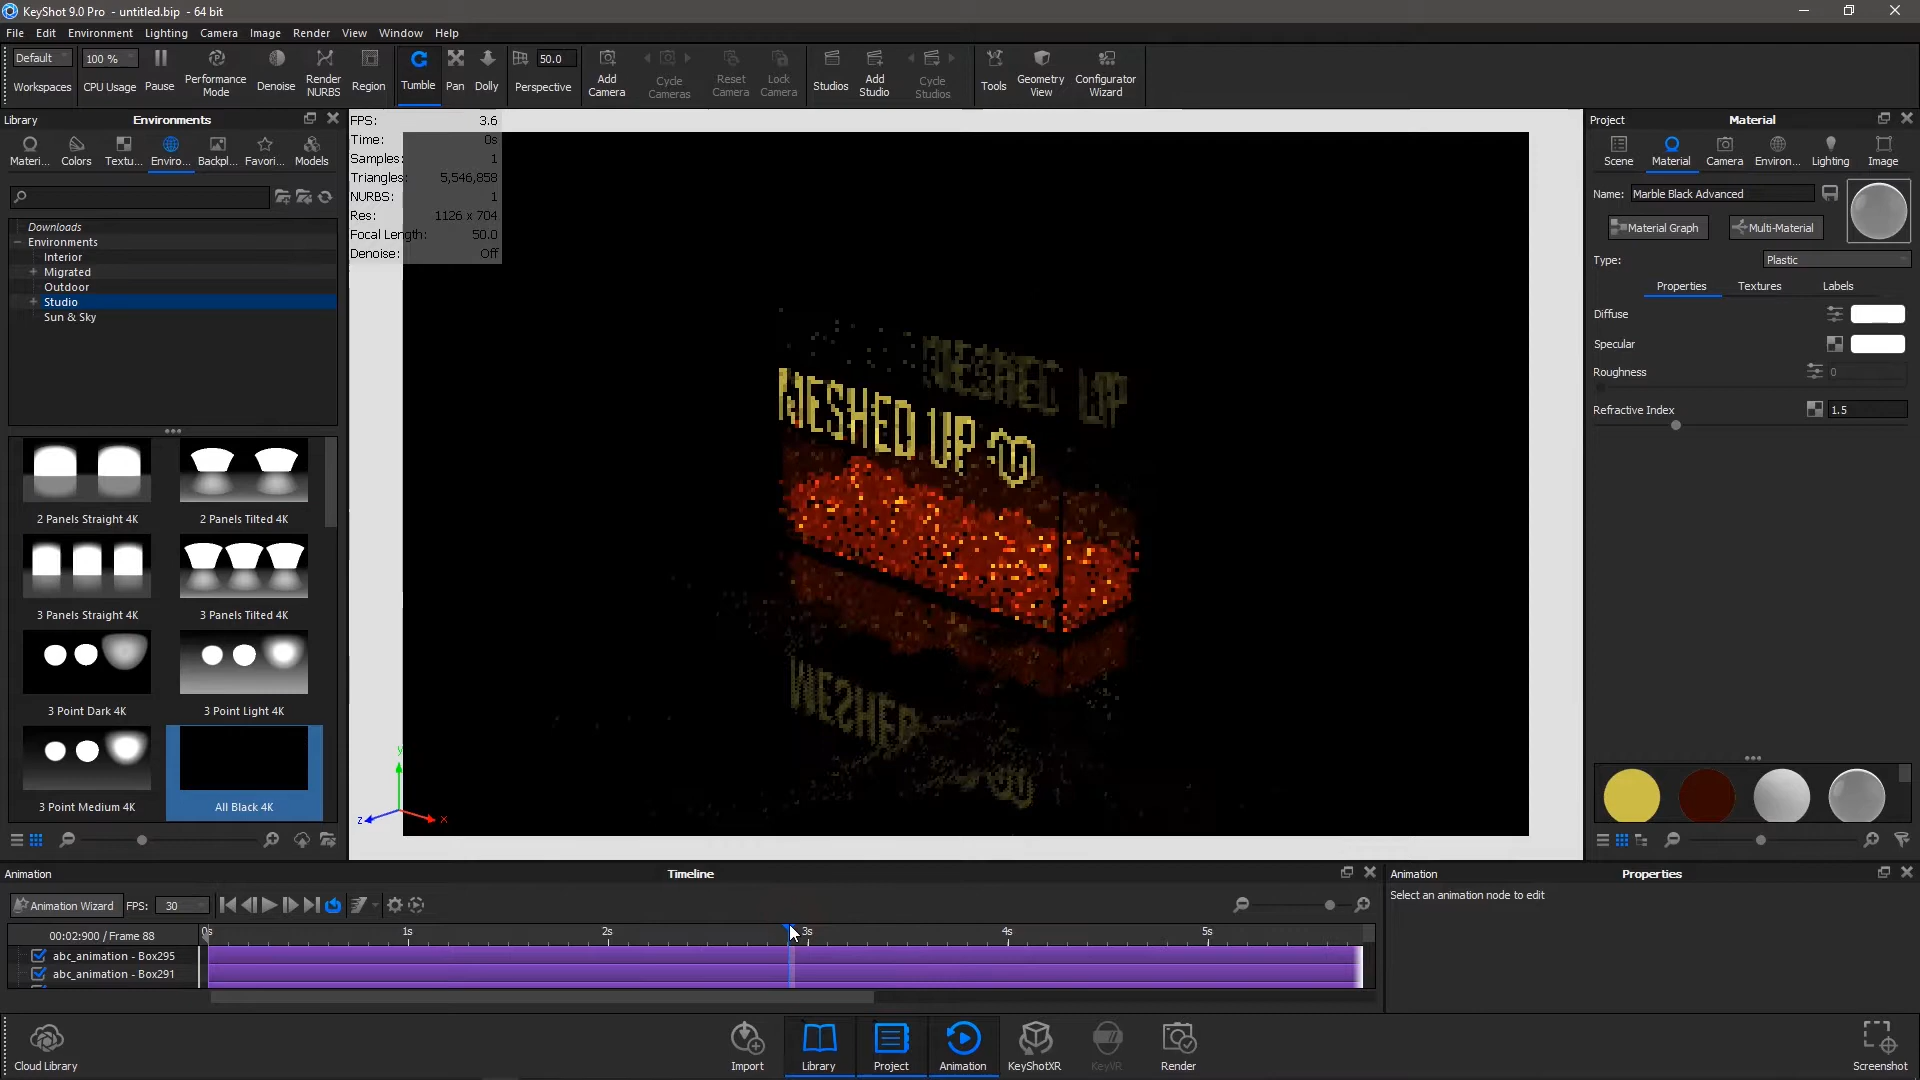 KeyShot 9.0 Pro - untitled.bip - 64 bit
File Edit Environment Lighting Camera Image Render View Window Help
Default 100 % 50.0
Workspaces CPU Usage Pause Performance Mode Denoise Render NURBS Region Tumble Pan Dolly Perspective Add Camera Cycle Cameras Reset Camera Lock Camera Studios Add Studio Cycle Studios Tools Geometry View Configurator Wizard
Library Environments
Materi... Colors Textu... Enviro... Backpl... Favori... Models
Downloads
Environments
Interior
Migrated
Outdoor
Studio
Sun & Sky
2 Panels Straight 4K 2 Panels Tilted 4K
3 Panels Straight 4K 3 Panels Tilted 4K
3 Point Dark 4K 3 Point Light 4K
3 Point Medium 4K All Black 4K
FPS: 3.6
Time: 0s
Samples: 1
Triangles: 5,546,858
NURBS: 1
Res: 1126 x 704
Focal Length: 50.0
Denoise: Off
MESHED UP
y
z x
Project Material
Scene Material Camera Environ... Lighting Image
Name: Marble Black Advanced
Material Graph Multi-Material
Type: Plastic
Properties Textures Labels
Diffuse
Specular
Roughness 0
Refractive Index 1.5
Animation Timeline
Animation Wizard FPS: 30
00:02:900 / Frame 88 0s 1s 2s 3s 4s 5s
abc_animation - Box295
abc_animation - Box291
Animation Properties
Select an animation node to edit
Cloud Library Import Library Project Animation KeyShotXR KeyVR Render Screenshot